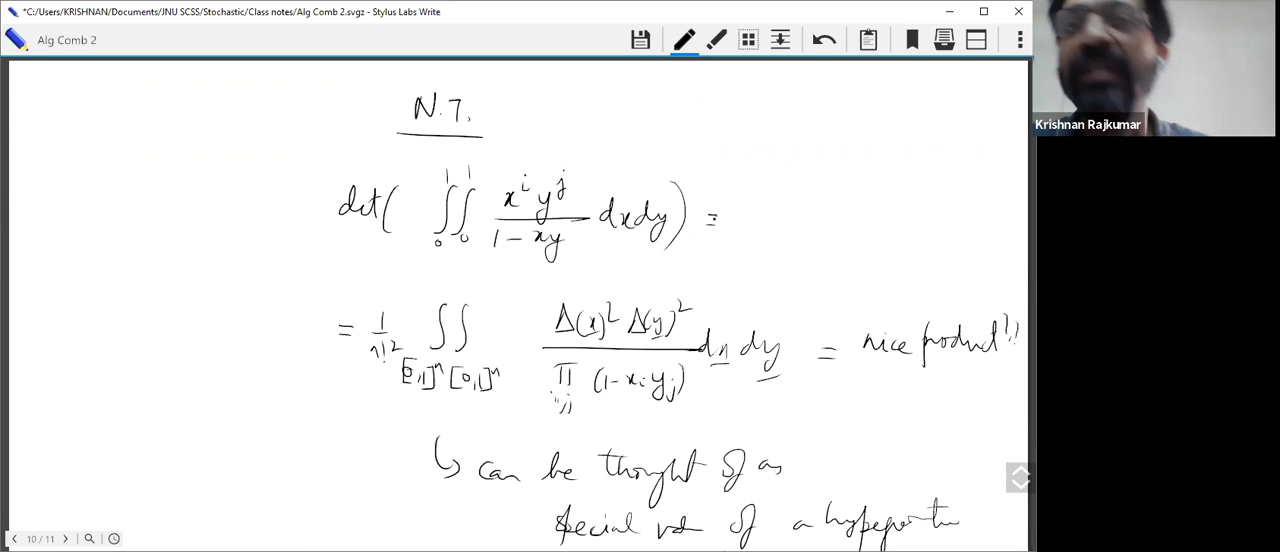 *C:/Users/KRISHNAN/Documents/JNU SCSS/Stochastic/Class notes/Alg Comb 2.svgz - Stylus Labs Write
Alg Comb 2
Krishnan Rajkumar
N.T.
det( ∫₀¹∫₀¹ x^i y^j / (1 - xy) dx dy ) =
= 1/n!² ∫∫_{[0,1]^n [0,1]^n} Δ(x)² Δ(y)² / ∏_{i,j} (1 - x_i y_j) dx dy = nice product?!
↳ can be thought of as
special of a
10 / 11